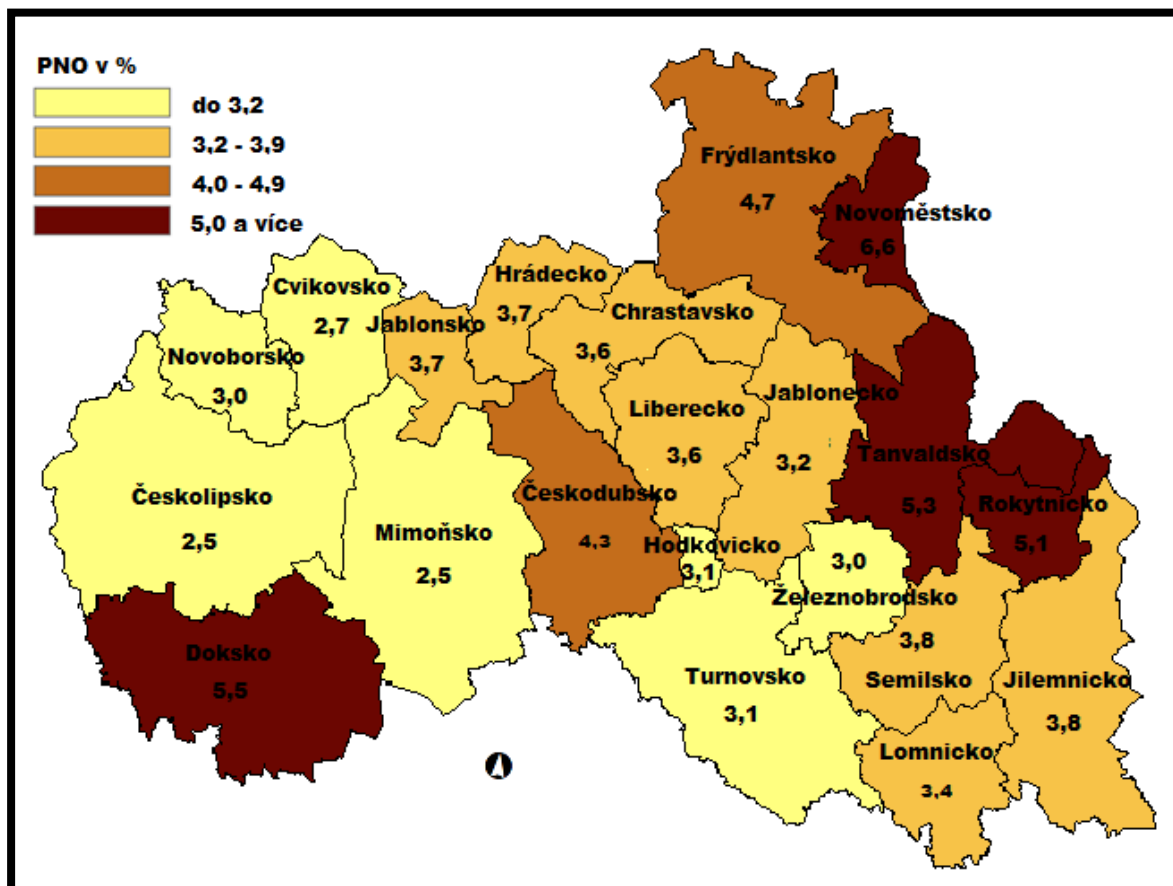 PNO v %
do 3,2
3,2 - 3,9
4,0 - 4,9
5,0 a více
Frýdlantsko
4,7
Novoměstsko
6,6
Hrádecko
3,7
Cvikovsko
2,7
Chrastavsko
3,6
Jablonsko
3,7
Novoborsko
3,0
Liberecko
3,6
Jablonecko
3,2
Tanvaldsko
5,3
Rokytnicko
5,1
Českolipsko
2,5
Českodubsko
4,3
Mimoňsko
2,5
Hodkovicko
3,1
3,0
Železnobrodsko
3,8
Semilsko
Doksko
5,5
Turnovsko
3,1
Jilemnicko
3,8
Lomnicko
3,4